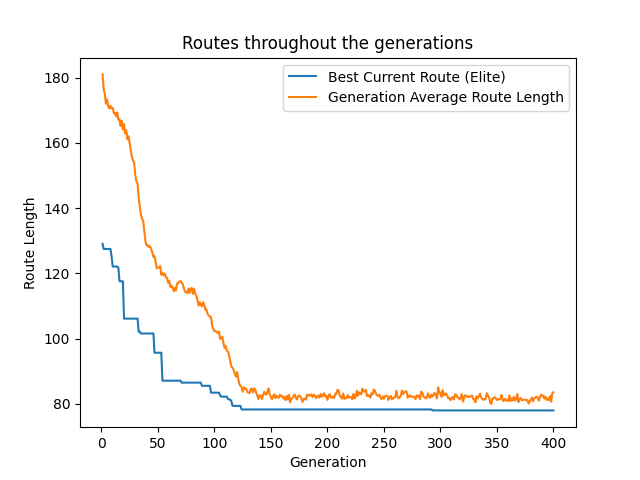 Routes throughout the generations
Best Current Route (Elite)
Generation Average Route Length
Route Length
180
160
140
120
100
80
0 50 100 150 200 250 300 350 400
Generation